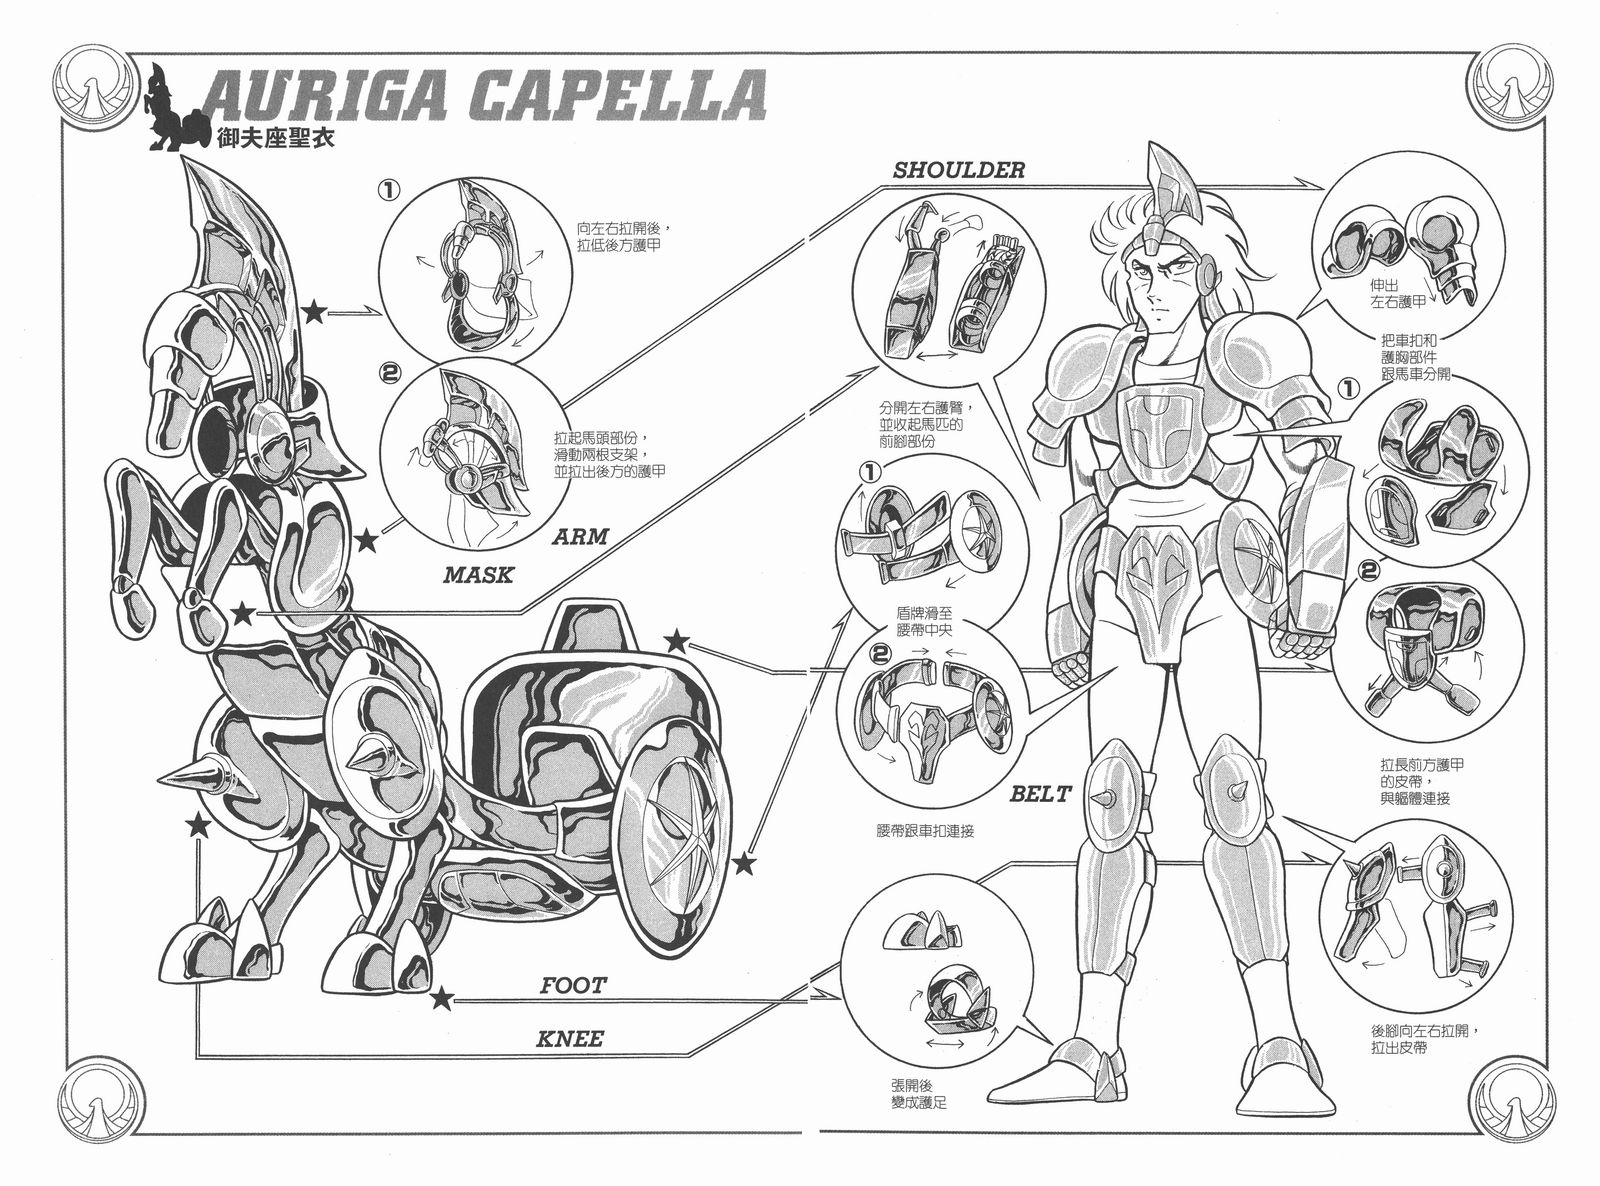 AURIGA CAPELLA
御夫座聖衣
1
向左右拉開後，
拉低後方護甲
2
拉起馬頭部份，
滑動兩根支架，
並拉出後方的護甲
ARM
MASK
FOOT
KNEE
SHOULDER
分開左右護臂，
並收起馬匹的
前腳部份
1
盾牌滑至
腰帶中央
2
BELT
腰帶跟車扣連接
張開後
變成護足
伸出
左右護甲
把車扣和
護胸部件
跟馬車分開
1
2
拉長前方護甲
的皮帶，
與軀體連接
後腳向左右拉開，
拉出皮帶